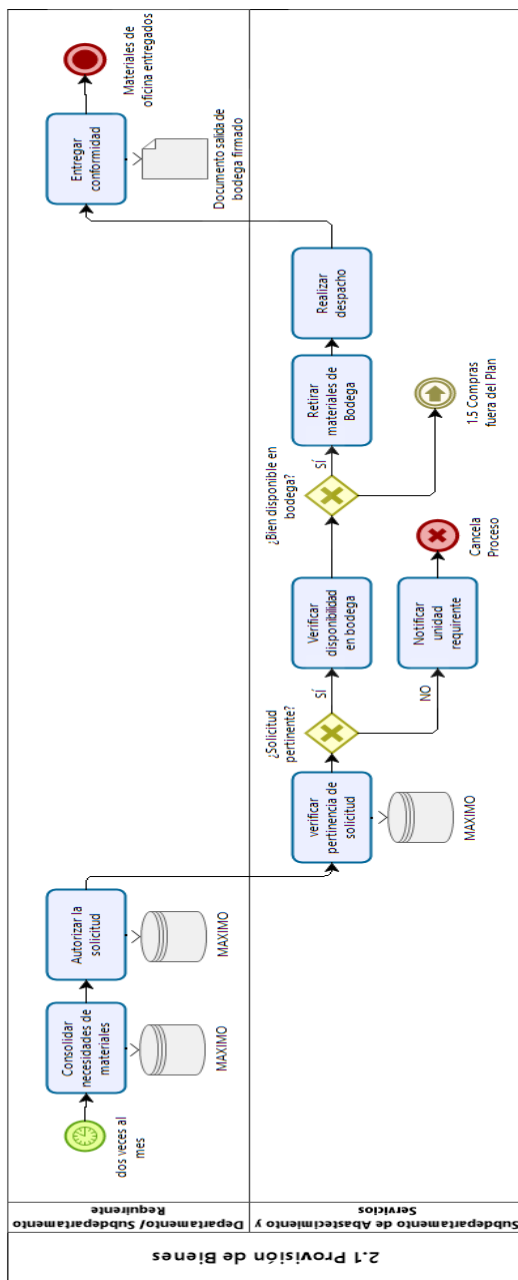 2.1 Provisión de Bienes
Departamento/ Subdepartamento
Requirente
dos veces al
mes
Consolidar
necesidades de
materiales
MAXIMO
Autorizar la
solicitud
MAXIMO
Entregar
conformidad
Documento salida de
bodega firmado
Materiales de
oficina entregados
Subdepartamento de Abastecimiento y
Servicios
verificar
pertinencia de
solicitud
MAXIMO
¿Solicitud
pertinente?
SÍ
NO
Verificar
disponibilidad
en bodega
Notificar
unidad
requirente
Cancela
Proceso
¿Bien disponible en
bodega?
SÍ
Retirar
materiales de
Bodega
Realizar
despacho
1.5 Compras
fuera del Plan